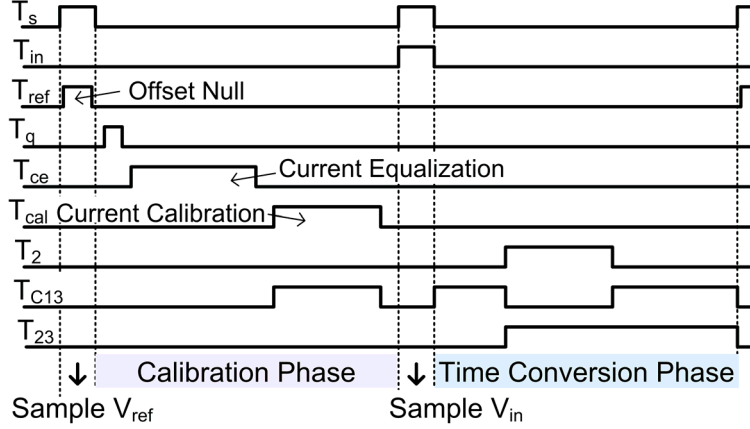 Ts
Tin
Tref Offset Null
Tq
Tce Current Equalization
Tcal Current Calibration
T2
TC13
T23
Calibration Phase Time Conversion Phase
Sample Vref Sample Vin